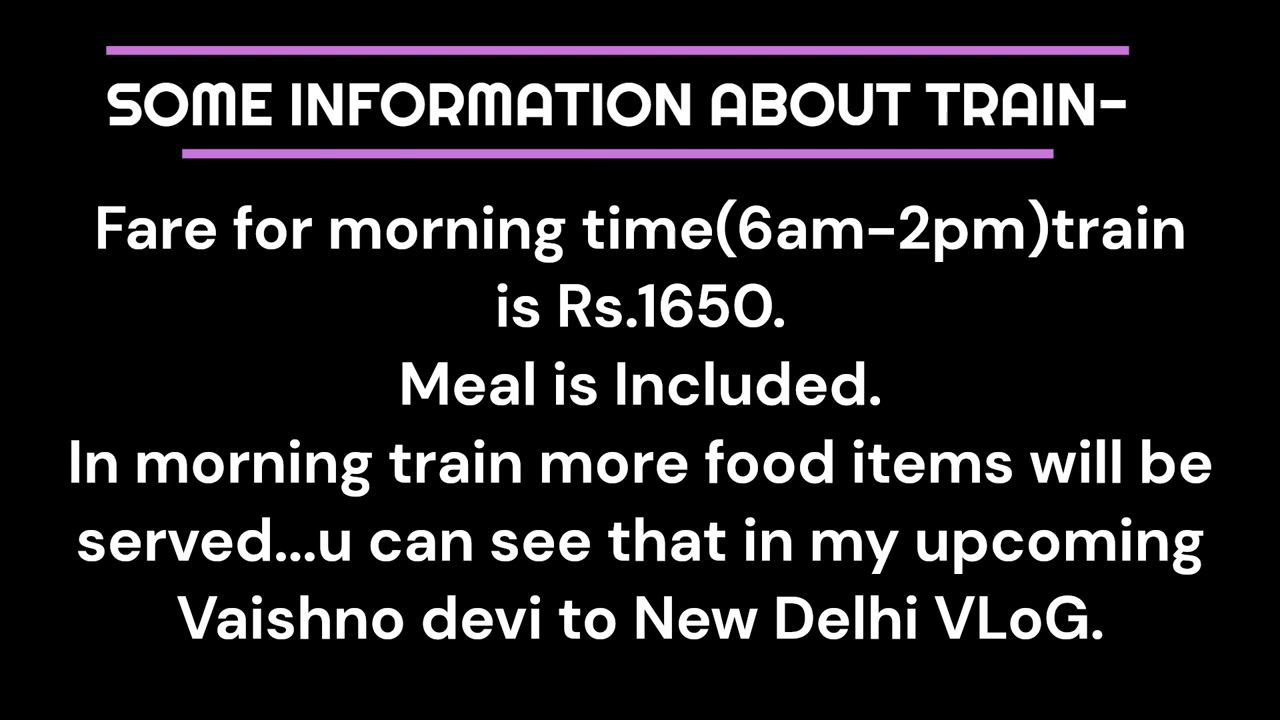 SOME INFORMATION ABOUT TRAIN-
Fare for morning time(6am-2pm)train
is Rs.1650.
Meal is Included.
In morning train more food items will be
served...u can see that in my upcoming
Vaishno devi to New Delhi VLoG.